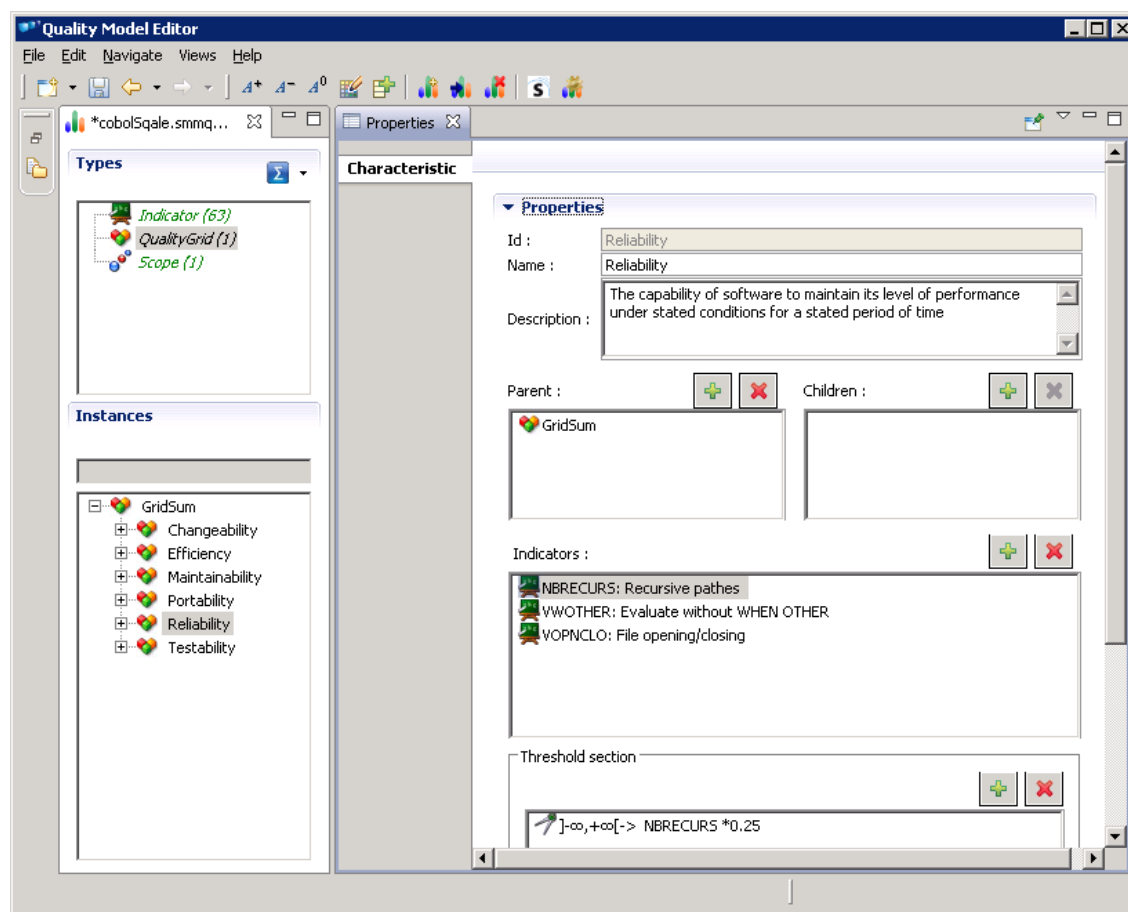 Quality Model Editor
File Edit Navigate Views Help
A+ A- A0 S
*cobolSqale.smmq...
Properties
Types
Σ
Characteristic
Indicator (63)
QualityGrid (1)
Scope (1)
Properties
Id :
Reliability
Name :
Reliability
Description :
The capability of software to maintain its level of performance
under stated conditions for a stated period of time
Parent :
Children :
GridSum
Instances
GridSum
Changeability
Efficiency
Maintainability
Portability
Reliability
Testability
Indicators :
NBRECURS: Recursive pathes
VWOTHER: Evaluate without WHEN OTHER
VOPNCLO: File opening/closing
Threshold section
]-∞,+∞[-> NBRECURS *0.25